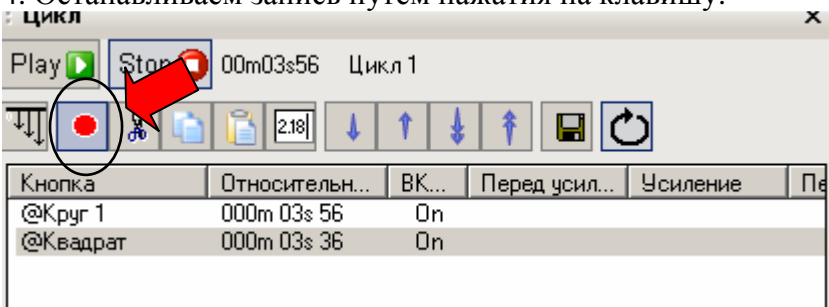 4. Останавливаем запись путем нажатия на клавишу:
Цикл
Play Stop 00m03s56 Цикл 1
2.18
Кнопка Относительн... ВК... Перед усил... Усиление Пе
@Круг 1 000m 03s 56 On
@Квадрат 000m 03s 36 On